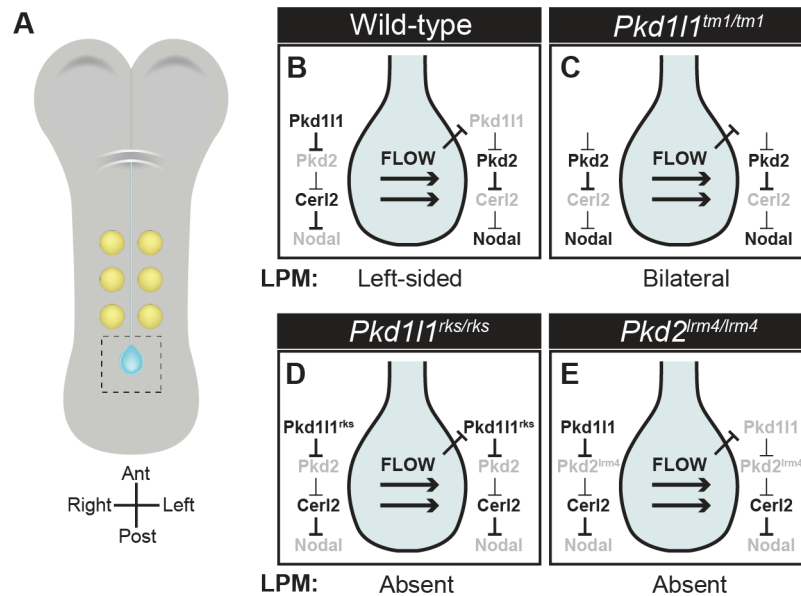 A
Ant
Right
Left
Post
Wild-type
B
Pkd1l1
Pkd2
Cerl2
Nodal
FLOW
Pkd1l1
Pkd2
Cerl2
Nodal
LPM: Left-sided
Pkd1l1tm1/tm1
C
Pkd2
Cerl2
Nodal
FLOW
Pkd2
Cerl2
Nodal
Bilateral
Pkd1l1rks/rks
D
Pkd1l1rks
Pkd2
Cerl2
Nodal
FLOW
Pkd1l1rks
Pkd2
Cerl2
Nodal
LPM: Absent
Pkd2lrm4/lrm4
E
Pkd1l1
Pkd2lrm4
Cerl2
Nodal
FLOW
Pkd1l1
Pkd2lrm4
Cerl2
Nodal
Absent